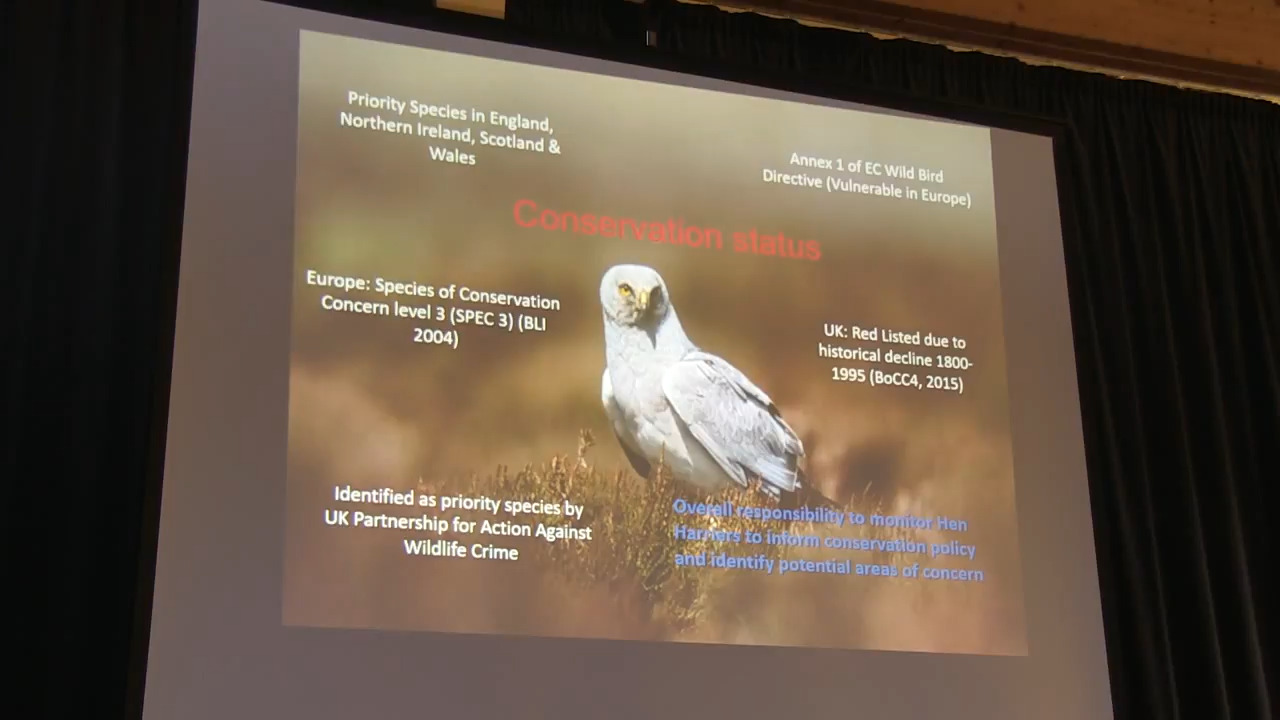 Priority Species in England,
Northern Ireland, Scotland &
Wales
Annex 1 of EC Wild Bird
Directive (Vulnerable in Europe)
Conservation status
Europe: Species of Conservation
Concern level 3 (SPEC 3) (BLI
2004)
UK: Red Listed due to
historical decline 1800-
1995 (BoCC4, 2015)
Identified as priority species by
UK Partnership for Action Against
Wildlife Crime
Overall responsibility to monitor Hen
Harriers to inform conservation policy
and identify potential areas of concern